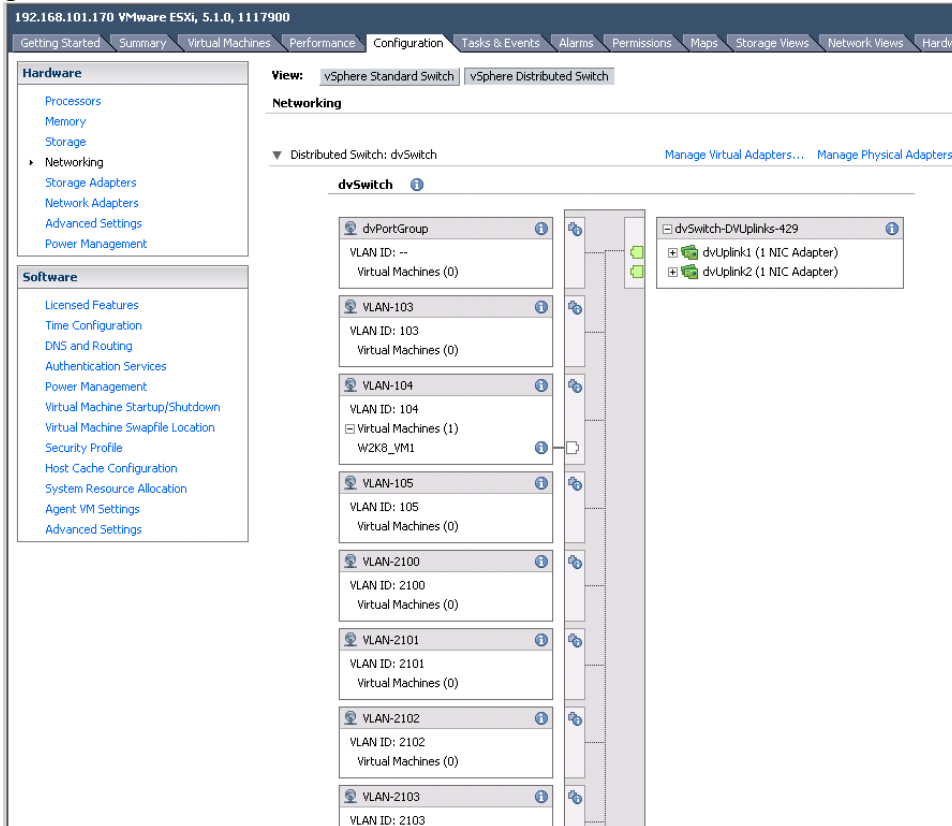 192.168.101.170 VMware ESXi, 5.1.0, 1117900
Getting Started Summary Virtual Machines Performance Configuration Tasks & Events Alarms Permissions Maps Storage Views Network Views
Hardware
Processors
Memory
Storage
Networking
Storage Adapters
Network Adapters
Advanced Settings
Power Management
Software
Licensed Features
Time Configuration
DNS and Routing
Authentication Services
Power Management
Virtual Machine Startup/Shutdown
Virtual Machine Swapfile Location
Security Profile
Host Cache Configuration
System Resource Allocation
Agent VM Settings
Advanced Settings
View: vSphere Standard Switch vSphere Distributed Switch
Networking
Distributed Switch: dvSwitch Manage Virtual Adapters... Manage Physical Adapters
dvSwitch
dvPortGroup
VLAN ID: --
Virtual Machines (0)
VLAN-103
VLAN ID: 103
Virtual Machines (0)
VLAN-104
VLAN ID: 104
Virtual Machines (1)
W2K8_VM1
VLAN-105
VLAN ID: 105
Virtual Machines (0)
VLAN-2100
VLAN ID: 2100
Virtual Machines (0)
VLAN-2101
VLAN ID: 2101
Virtual Machines (0)
VLAN-2102
VLAN ID: 2102
Virtual Machines (0)
VLAN-2103
VLAN ID: 2103
dvSwitch-DVUplinks-429
dvUplink1 (1 NIC Adapter)
dvUplink2 (1 NIC Adapter)